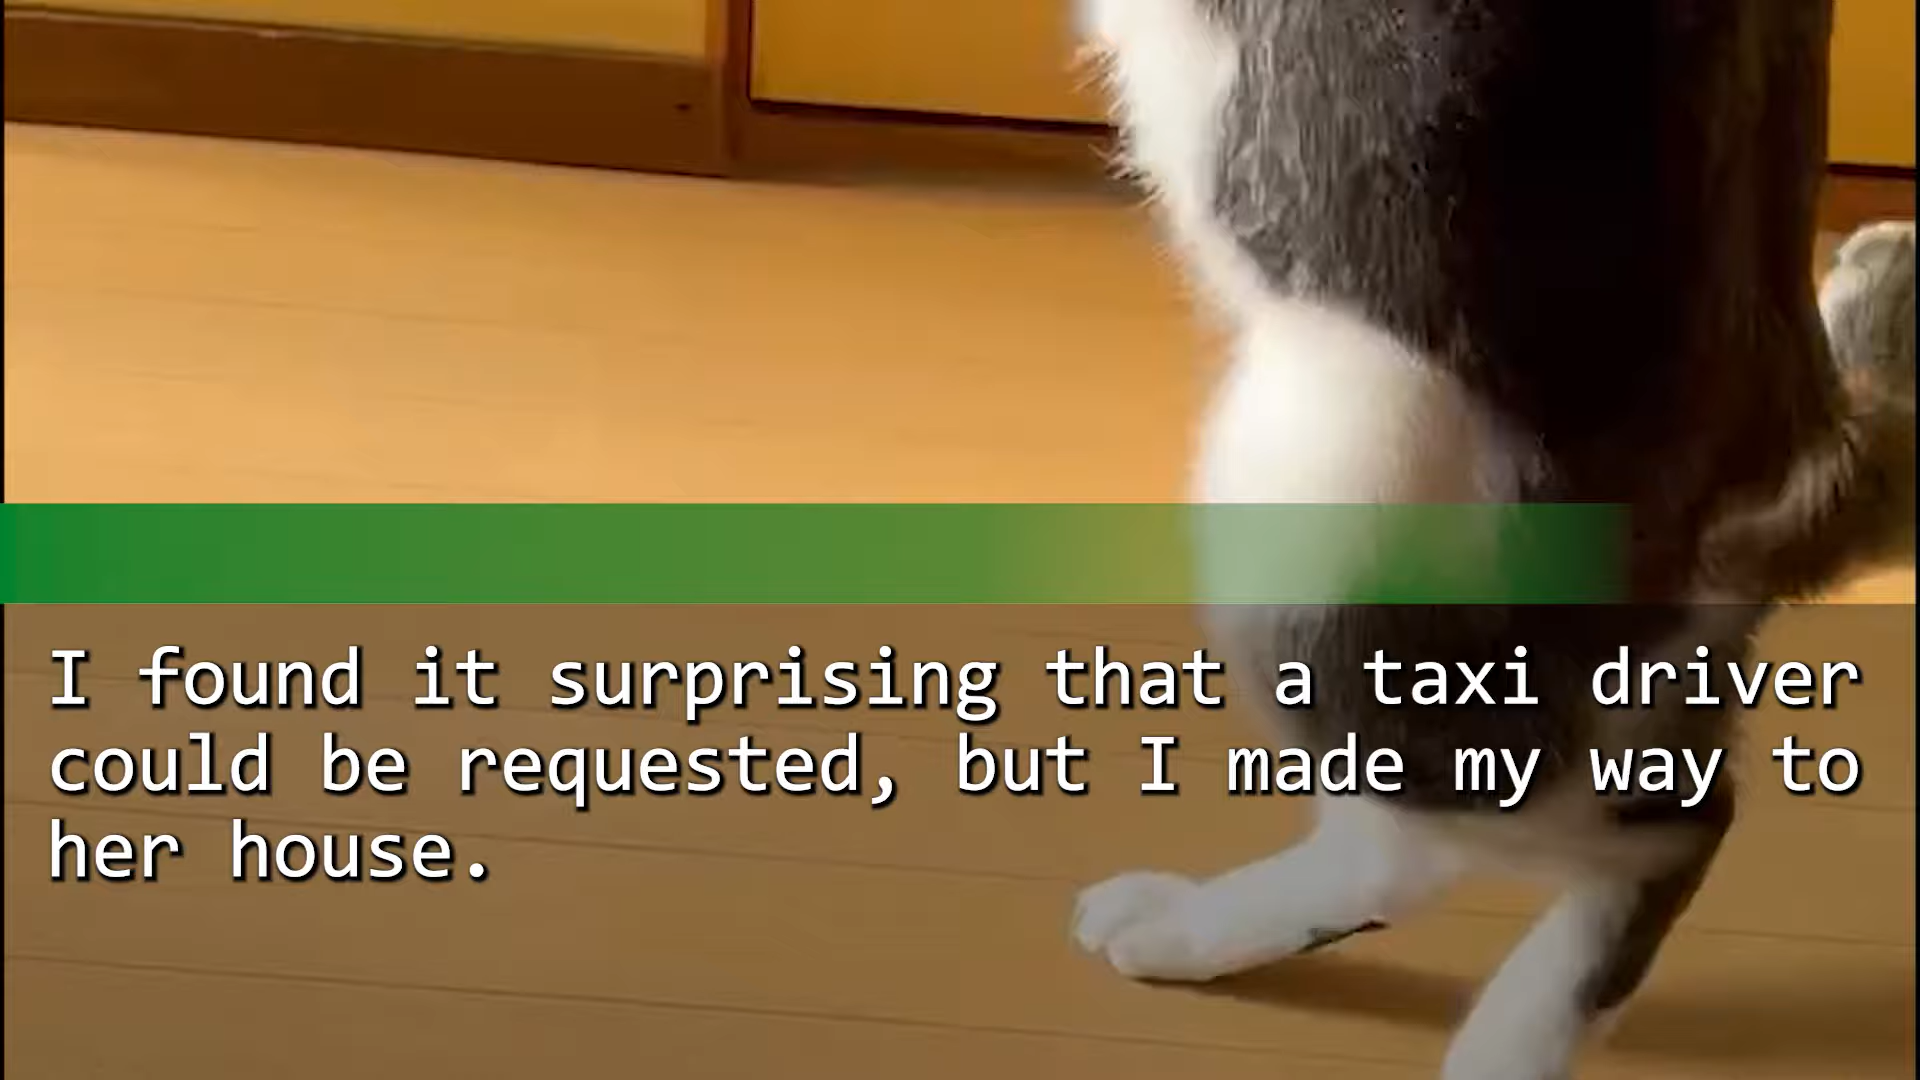 I found it surprising that a taxi driver
could be requested, but I made my way to
her house.